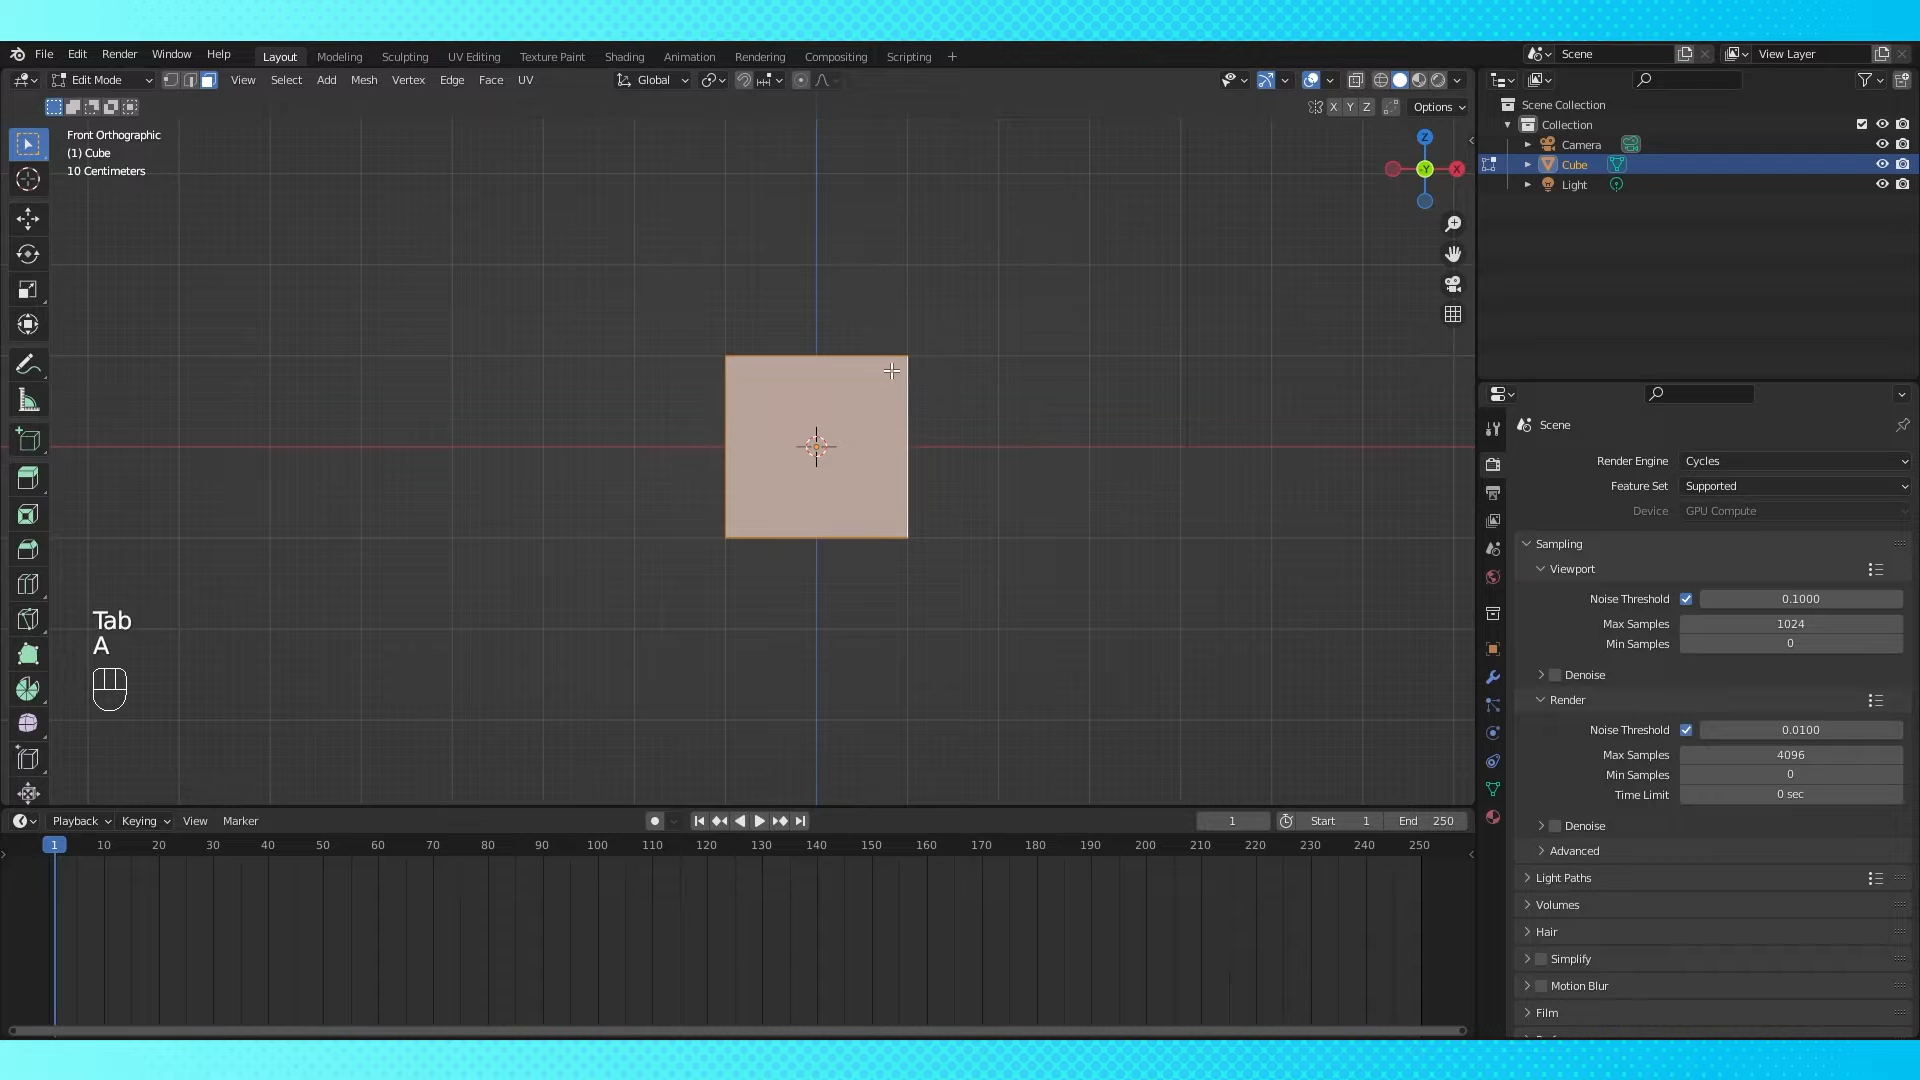 File Edit Render Window Help Layout Modeling Sculpting UV Editing Texture Paint Shading Animation Rendering Compositing Scripting + Scene View Layer
Edit Mode View Select Add Mesh Vertex Edge Face UV Global
X Y Z Options
Front Orthographic
(1) Cube
10 Centimeters
Z
Y
X
Tab
A
Scene Collection
Collection
Camera
Cube
Light
Scene
Render Engine Cycles
Feature Set Supported
Device GPU Compute
Sampling
Viewport
Noise Threshold 0.1000
Max Samples 1024
Min Samples 0
Denoise
Render
Noise Threshold 0.0100
Max Samples 4096
Min Samples 0
Time Limit 0 sec
Denoise
Advanced
Light Paths
Volumes
Hair
Simplify
Motion Blur
Film
Playback Keying View Marker 1 Start 1 End 250
1 10 20 30 40 50 60 70 80 90 100 110 120 130 140 150 160 170 180 190 200 210 220 230 240 250